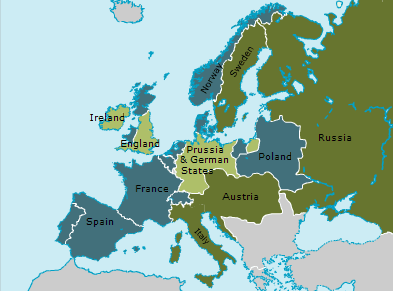 Norway
Sweden
Ireland
England
Prussia
& German
States
Poland
Russia
France
Austria
Spain
Italy